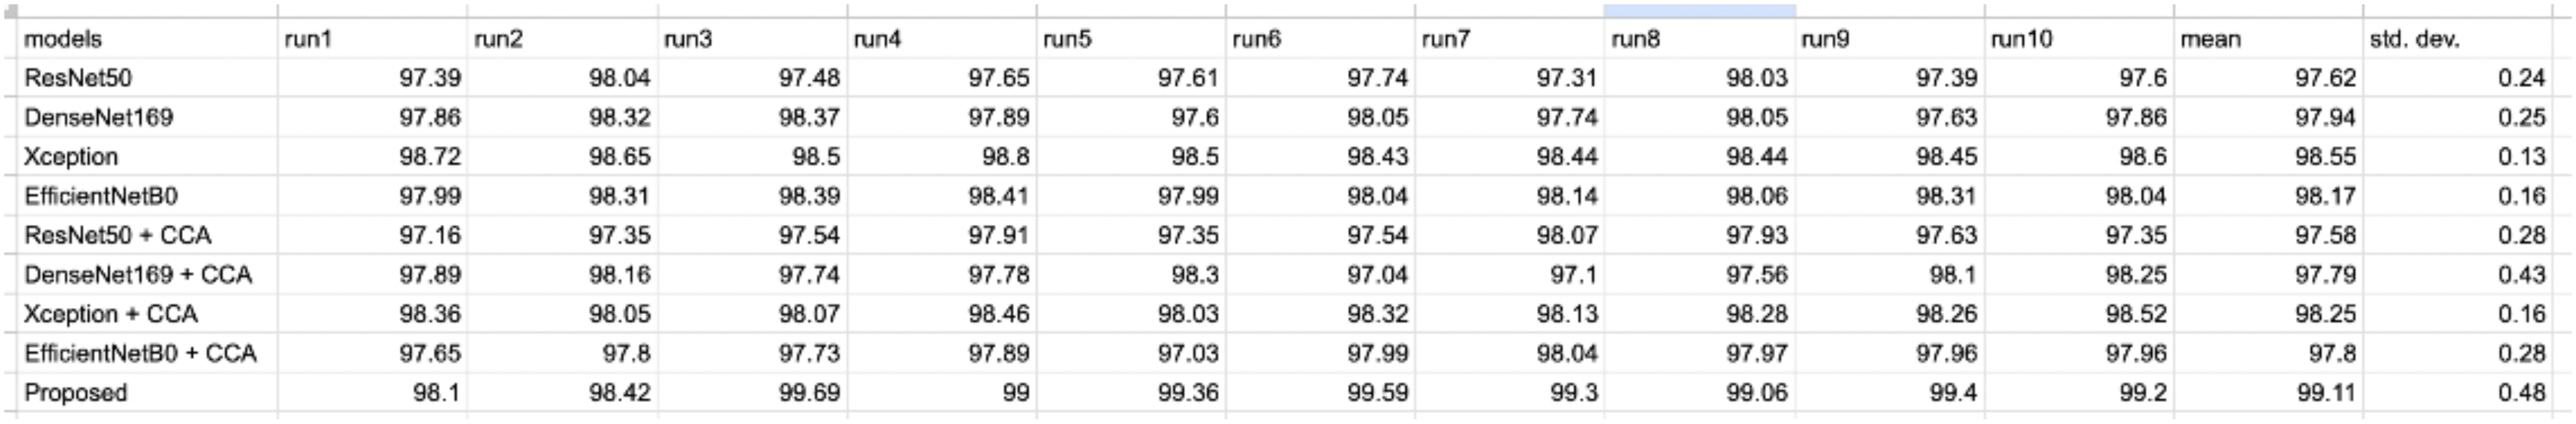 models run1 run2 run3 run4 run5 run6 run7 run8 run9 run10 mean std. dev.
ResNet50 97.39 98.04 97.48 97.65 97.61 97.74 97.31 98.03 97.39 97.6 97.62 0.24
DenseNet169 97.86 98.32 98.37 97.89 97.6 98.05 97.74 98.05 97.63 97.86 97.94 0.25
Xception 98.72 98.65 98.5 98.8 98.5 98.43 98.44 98.44 98.45 98.6 98.55 0.13
EfficientNetB0 97.99 98.31 98.39 98.41 97.99 98.04 98.14 98.06 98.31 98.04 98.17 0.16
ResNet50 + CCA 97.16 97.35 97.54 97.91 97.35 97.54 98.07 97.93 97.63 97.35 97.58 0.28
DenseNet169 + CCA 97.89 98.16 97.74 97.78 98.3 97.04 97.1 97.56 98.1 98.25 97.79 0.43
Xception + CCA 98.36 98.05 98.07 98.46 98.03 98.32 98.13 98.28 98.26 98.52 98.25 0.16
EfficientNetB0 + CCA 97.65 97.8 97.73 97.89 97.03 97.99 98.04 97.97 97.96 97.96 97.8 0.28
Proposed 98.1 98.42 99.69 99 99.36 99.59 99.3 99.06 99.4 99.2 99.11 0.48